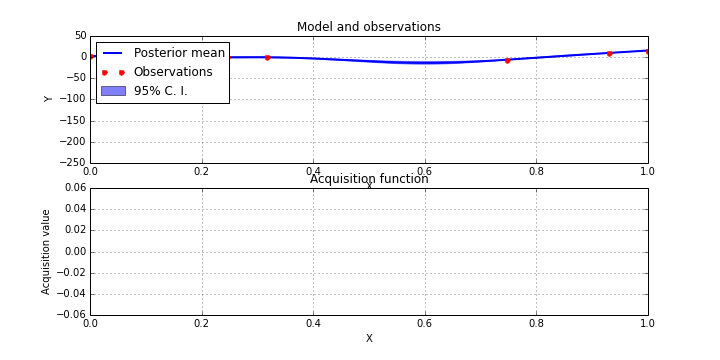 Model and observations
50
0
−50
−100
−150
−200
−250
Y
Posterior mean
Observations
95% C. I.
0.0 0.2 0.4 0.6 0.8 1.0
X
Acquisition function
0.06
0.04
0.02
0.00
−0.02
−0.04
−0.06
Acquisition value
0.0 0.2 0.4 0.6 0.8 1.0
X